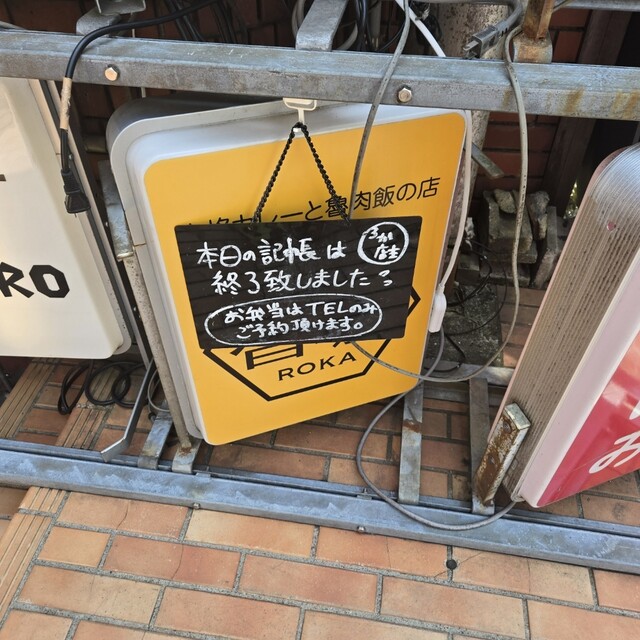 カレーと魯肉飯の店
本日の記帳は
終了致しました
ろか
店主
お弁当はTELのみ
ご予約頂けます。
ROKA
RO
み